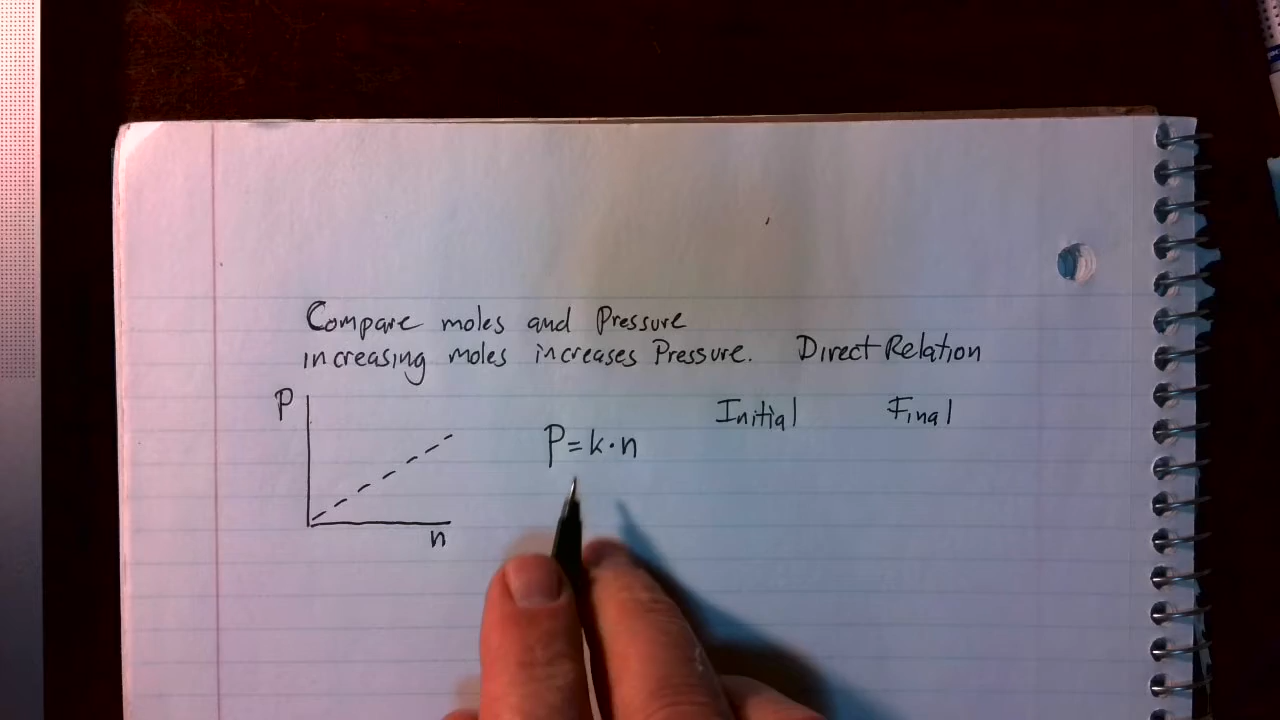 Compare moles and Pressure
increasing moles increases Pressure. Direct Relation
P
Initial Final
P=k·n
n